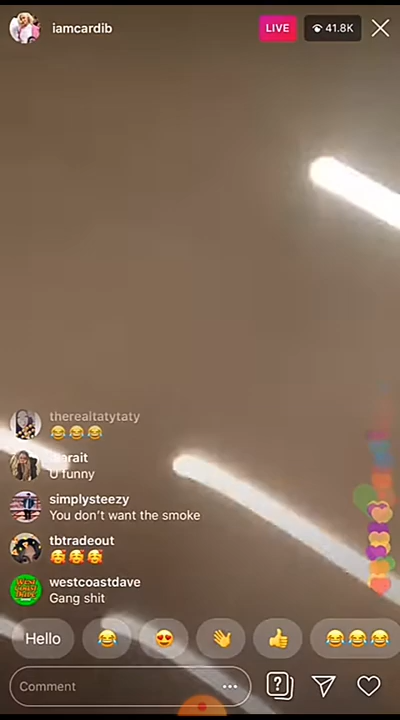 iamcardib
LIVE
41.8K
therealtatytaty
U funny
simplysteezy
You don't want the smoke
tbtradeout
westcoastdave
Gang shit
Hello
Comment